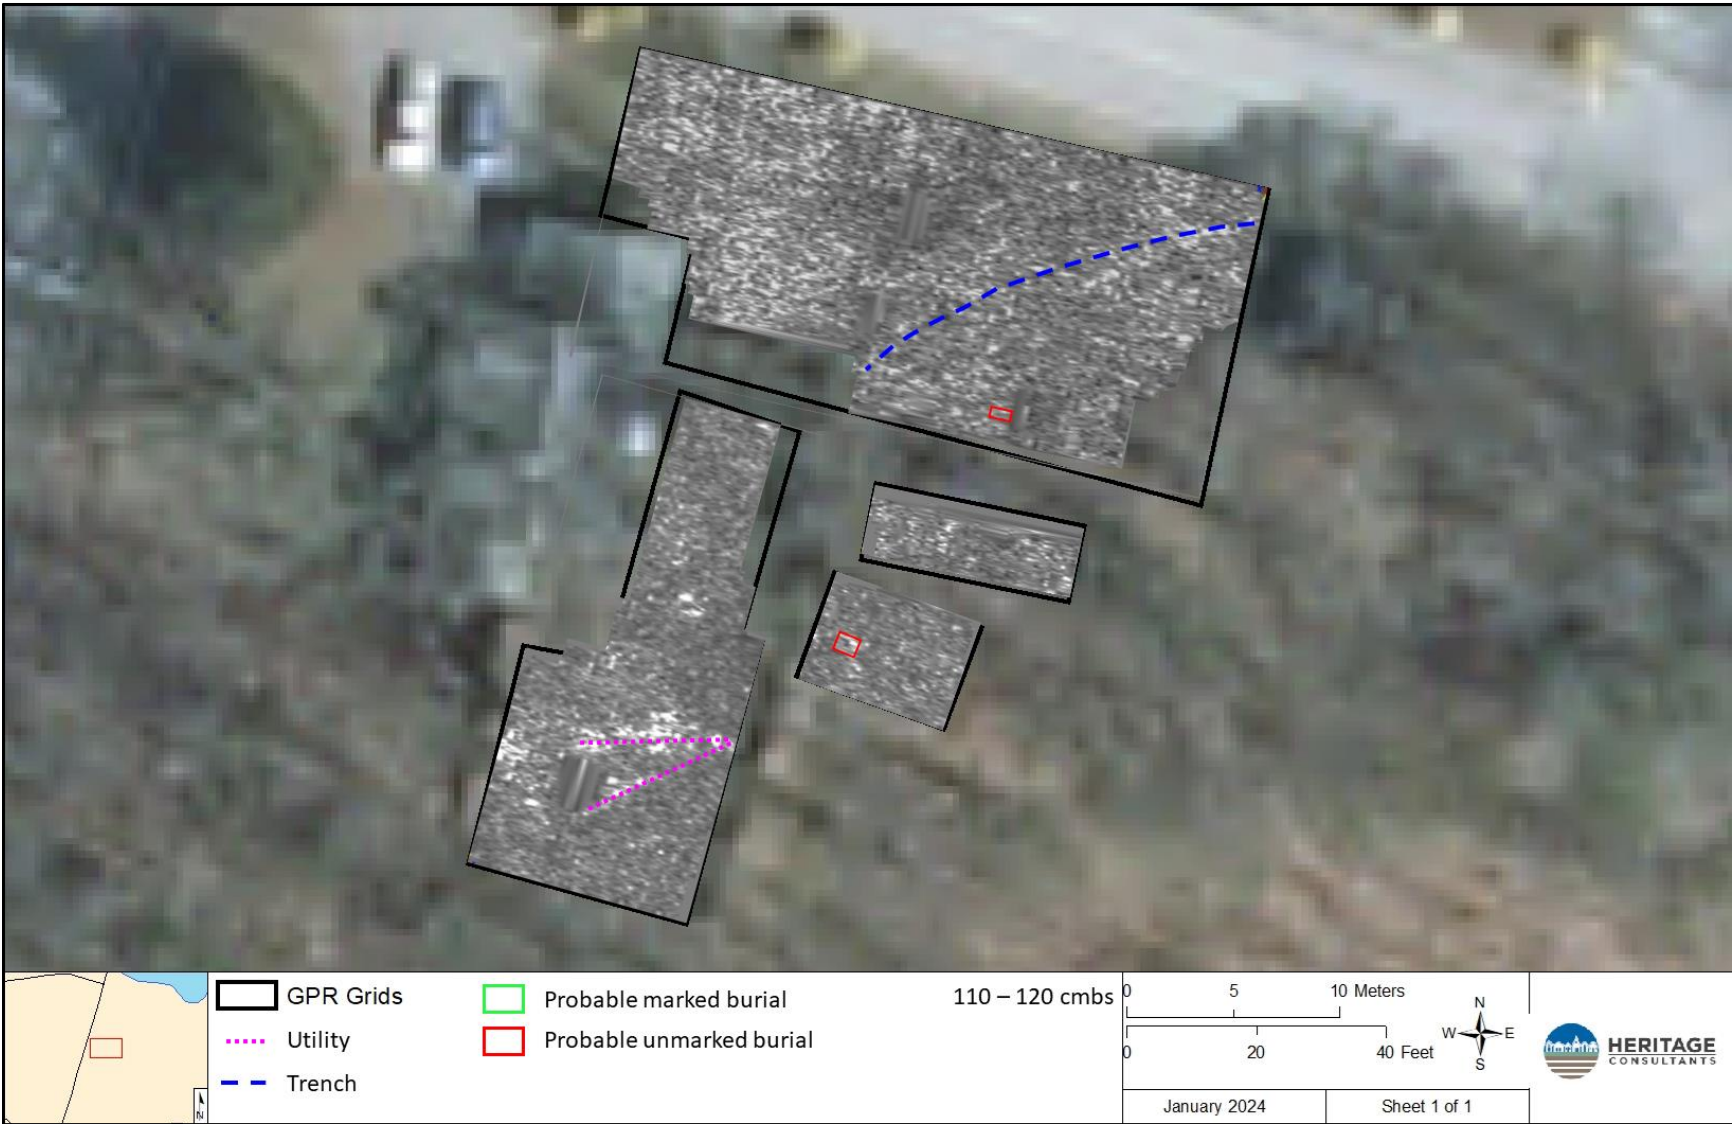 GPR Grids
Utility
Trench
Probable marked burial
Probable unmarked burial
110 – 120 cmbs
0 5 10 Meters
0 20 40 Feet
N
W E
S
N
January 2024
Sheet 1 of 1
HERITAGE
CONSULTANTS